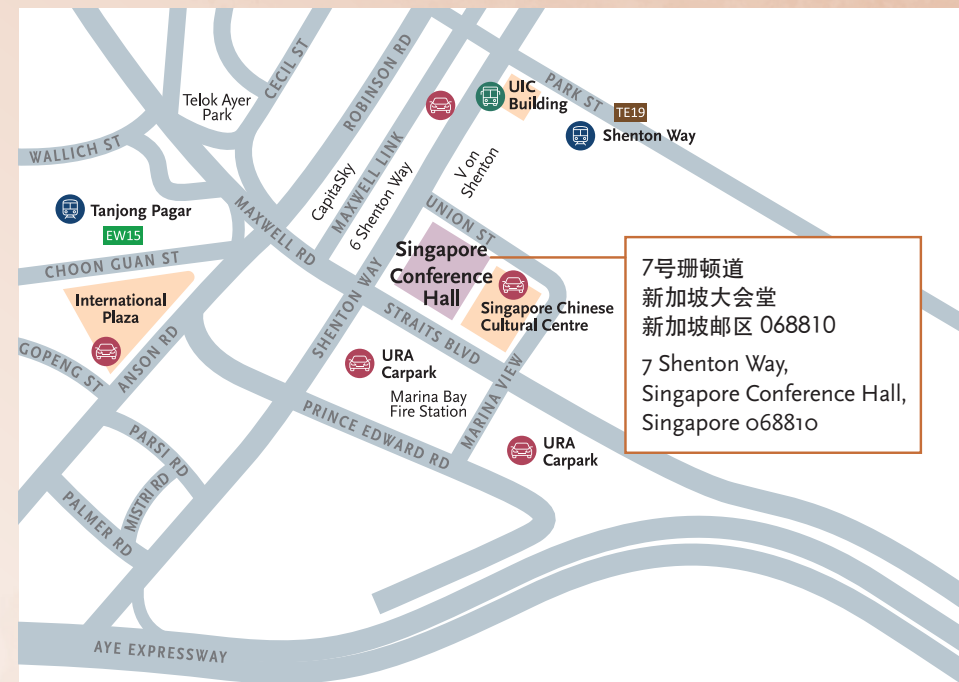 CECIL ST
ROBINSON RD
Telok Ayer
Park
WALLICH ST
UIC
Building
PARK ST
TE19
Shenton Way
MAXWELL LINK
CapitaSky
6 Shenton Way
V on
Shenton
Tanjong Pagar
EW15
MAXWELL RD
UNION ST
CHOON GUAN ST
Singapore
Conference
Hall
International
Plaza
SHENTON WAY
STRAITS BLVD
Singapore Chinese
Cultural Centre
7号珊顿道
新加坡大会堂
新加坡邮区 068810
7 Shenton Way,
Singapore Conference Hall,
Singapore 068810
GOPENG ST
ANSON RD
URA
Carpark
Marina Bay
Fire Station
MARINA VIEW
PRINCE EDWARD RD
URA
Carpark
PARSI RD
MISTRI RD
PALMER RD
AYE EXPRESSWAY